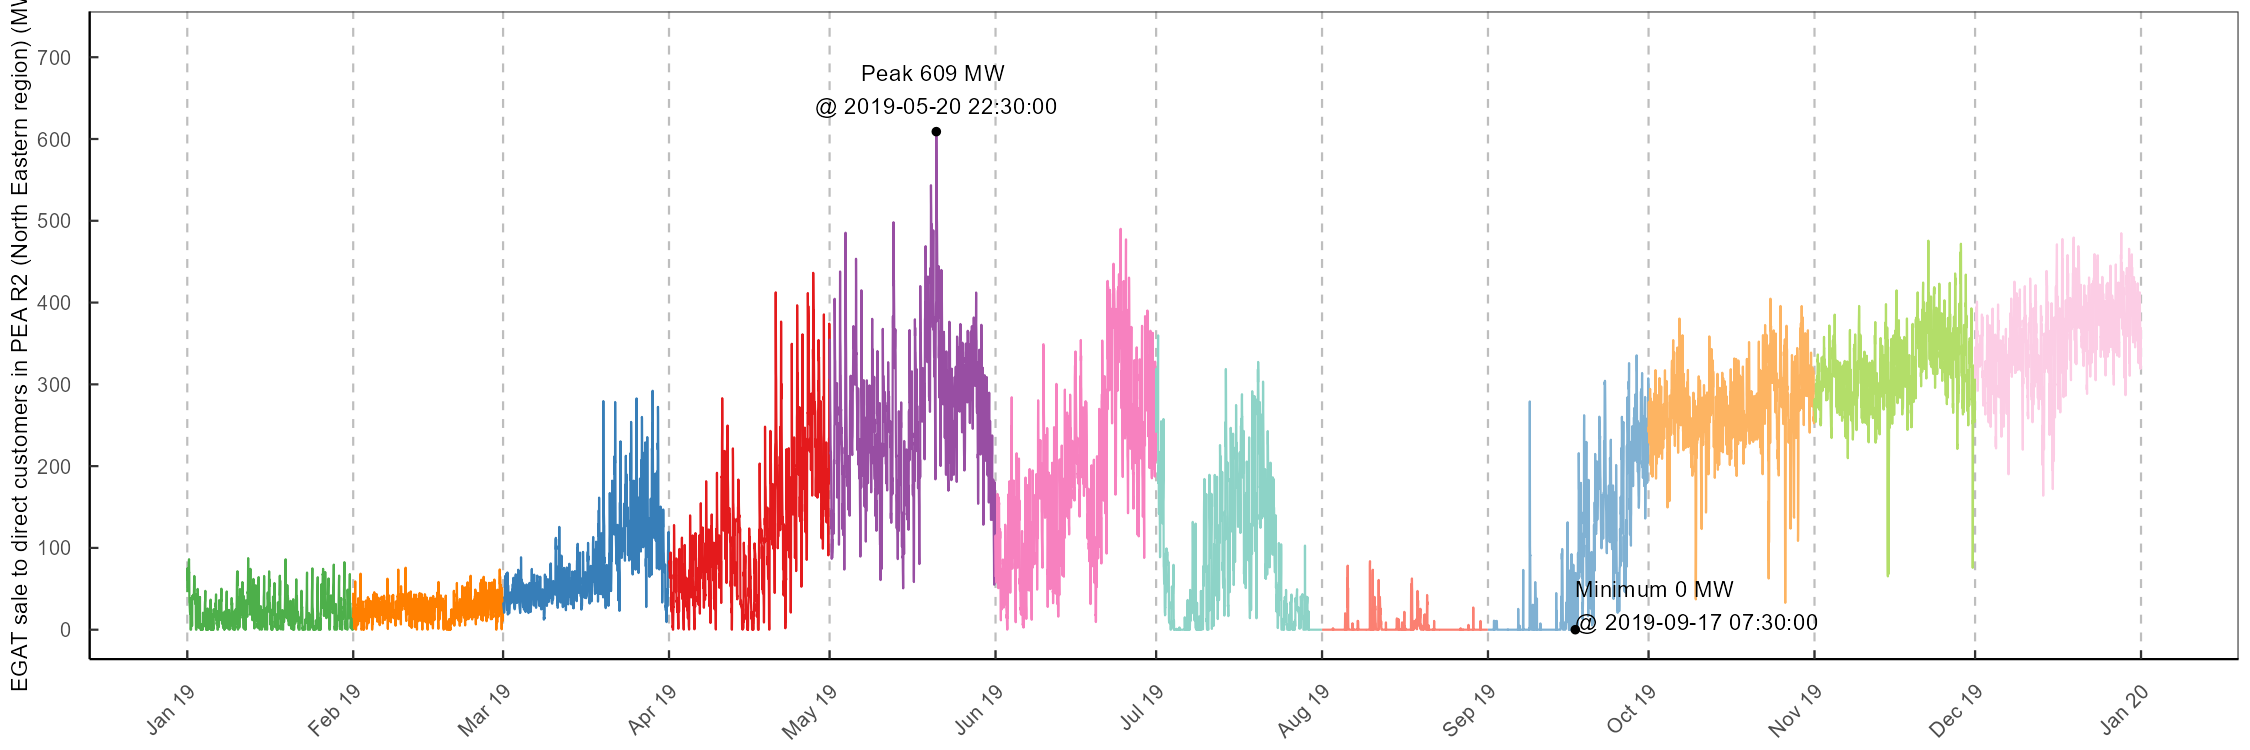 EGAT sale to direct customers in PEA R2 (North Eastern region) (MW
700
600
500
400
300
200
100
0
Peak 609 MW
@ 2019-05-20 22:30:00
Minimum 0 MW
@ 2019-09-17 07:30:00
Jan 19
Feb 19
Mar 19
Apr 19
May 19
Jun 19
Jul 19
Aug 19
Sep 19
Oct 19
Nov 19
Dec 19
Jan 20